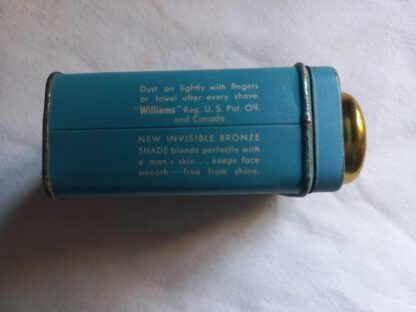 Dust on lightly with fingers
or towel after every shave.
"Williams" Reg. U. S. Pat. Off.
and Canada
NEW INVISIBLE BRONZE
SHADE blends perfectly with
a man's skin . . keeps face
smooth—free from shine.